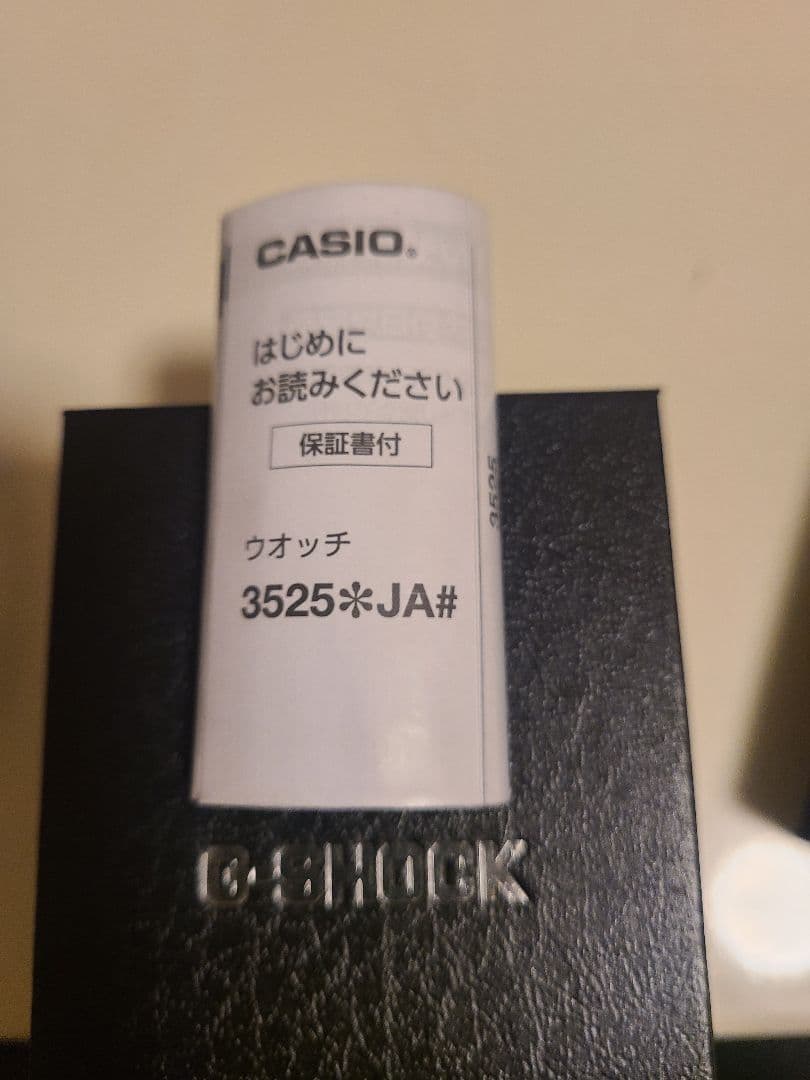 CASIO®
はじめに
お読みください
保証書付
ウオッチ
3525✻JA#
3525
G-SHOCK